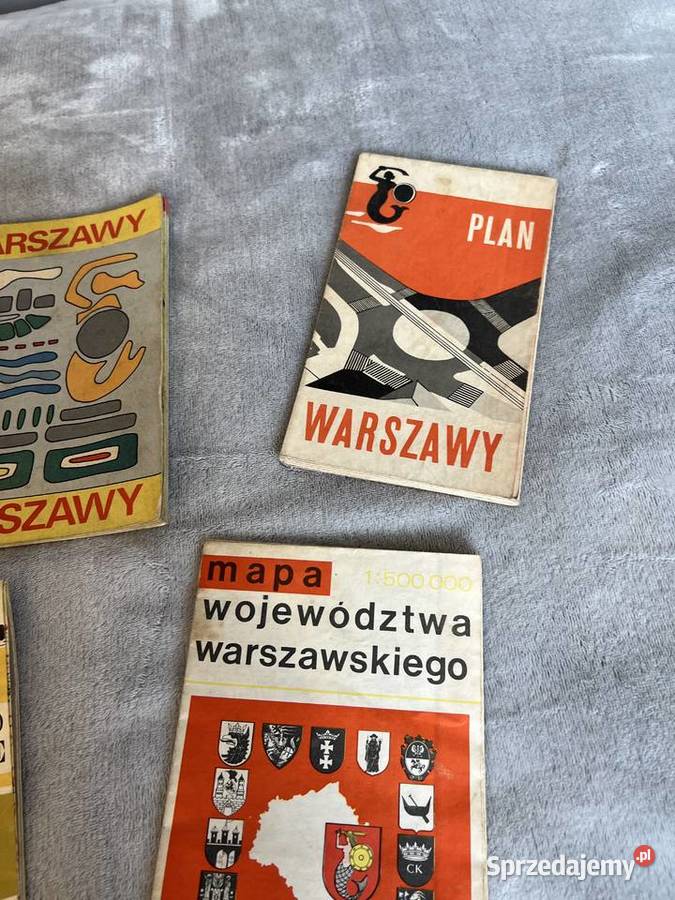 ARSZAWY
SZAWY
PLAN
WARSZAWY
mapa 1:500 000
województwa
warszawskiego
CK
Sprzedajemy.pl